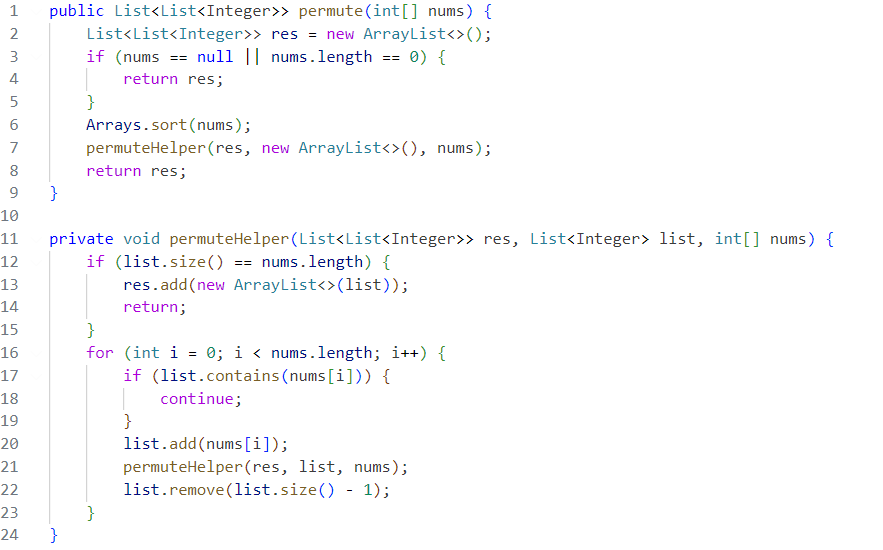 1 public List<List<Integer>> permute(int[] nums) {
2     List<List<Integer>> res = new ArrayList<>();
3     if (nums == null || nums.length == 0) {
4         return res;
5     }
6     Arrays.sort(nums);
7     permuteHelper(res, new ArrayList<>(), nums);
8     return res;
9 }
10
11 private void permuteHelper(List<List<Integer>> res, List<Integer> list, int[] nums) {
12     if (list.size() == nums.length) {
13         res.add(new ArrayList<>(list));
14         return;
15     }
16     for (int i = 0; i < nums.length; i++) {
17         if (list.contains(nums[i])) {
18             continue;
19         }
20         list.add(nums[i]);
21         permuteHelper(res, list, nums);
22         list.remove(list.size() - 1);
23     }
24 }